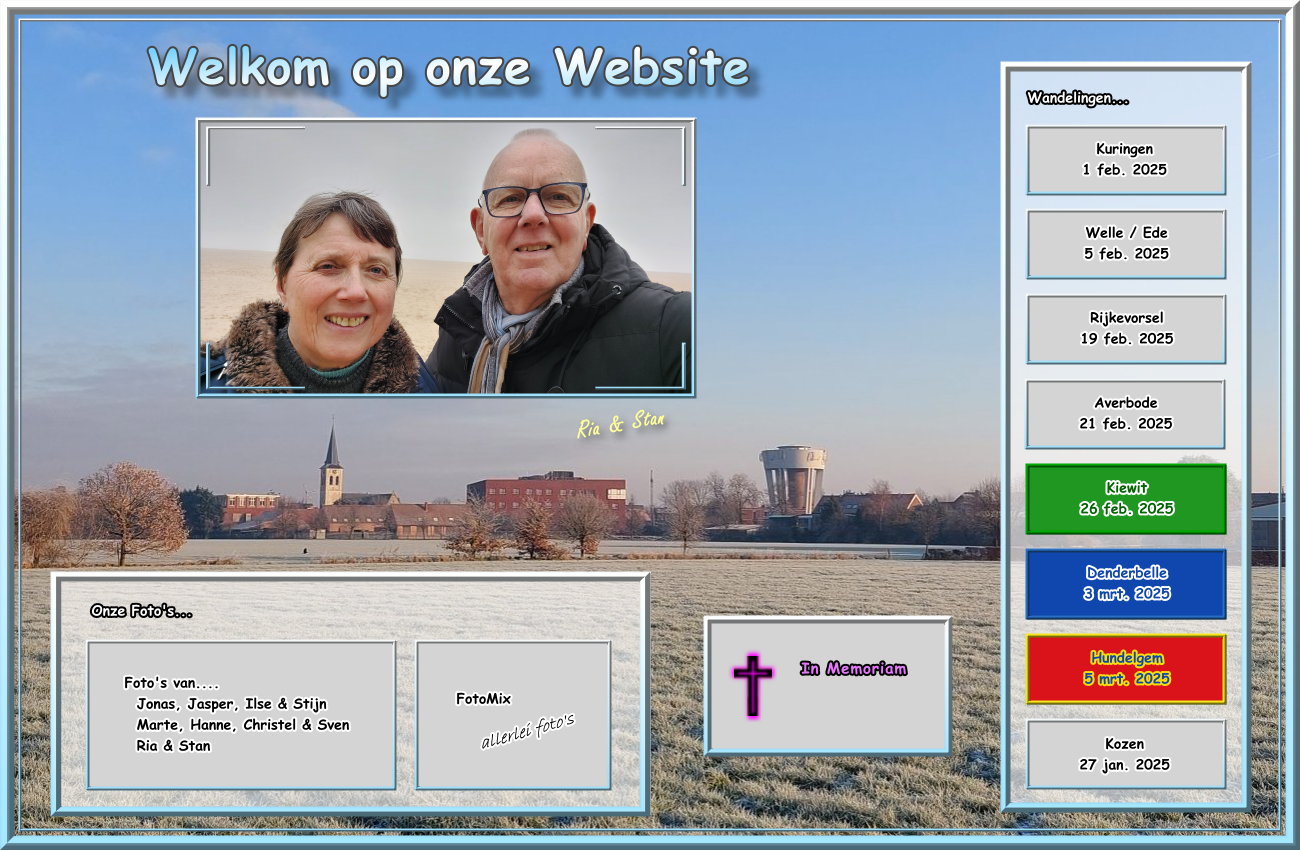 Welkom op onze Website
Ria & Stan
Wandelingen...
Kuringen
1 feb. 2025
Welle / Ede
5 feb. 2025
Rijkevorsel
19 feb. 2025
Averbode
21 feb. 2025
Kiewit
26 feb. 2025
Denderbelle
3 mrt. 2025
Hundelgem
5 mrt. 2025
Kozen
27 jan. 2025
Onze Foto's...
Foto's van....
Jonas, Jasper, Ilse & Stijn
Marte, Hanne, Christel & Sven
Ria & Stan
FotoMix
allerlei foto's
In Memoriam